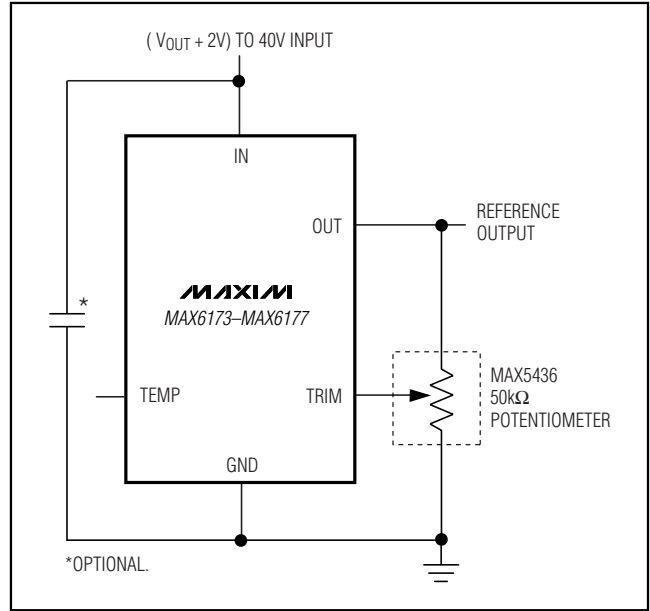 ( VOUT + 2V) TO 40V INPUT
IN
OUT
REFERENCE
OUTPUT
*
MAXIM
MAX6173–MAX6177
TEMP
TRIM
MAX5436
50kΩ
POTENTIOMETER
GND
*OPTIONAL.